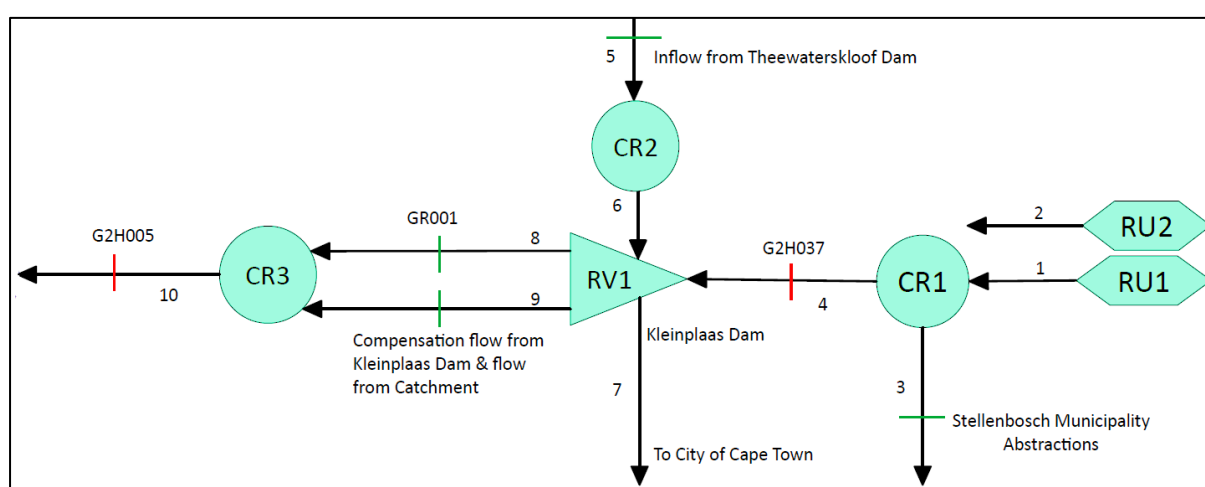 5
Inflow from Theewaterskloof Dam
CR2
6
G2H005
GR001
8
G2H037
2
RU2
CR3
RV1
CR1
1
RU1
10
9
4
Compensation flow from
Kleinplaas Dam & flow
from Catchment
Kleinplaas Dam
7
3
Stellenbosch Municipality
Abstractions
To City of Cape Town